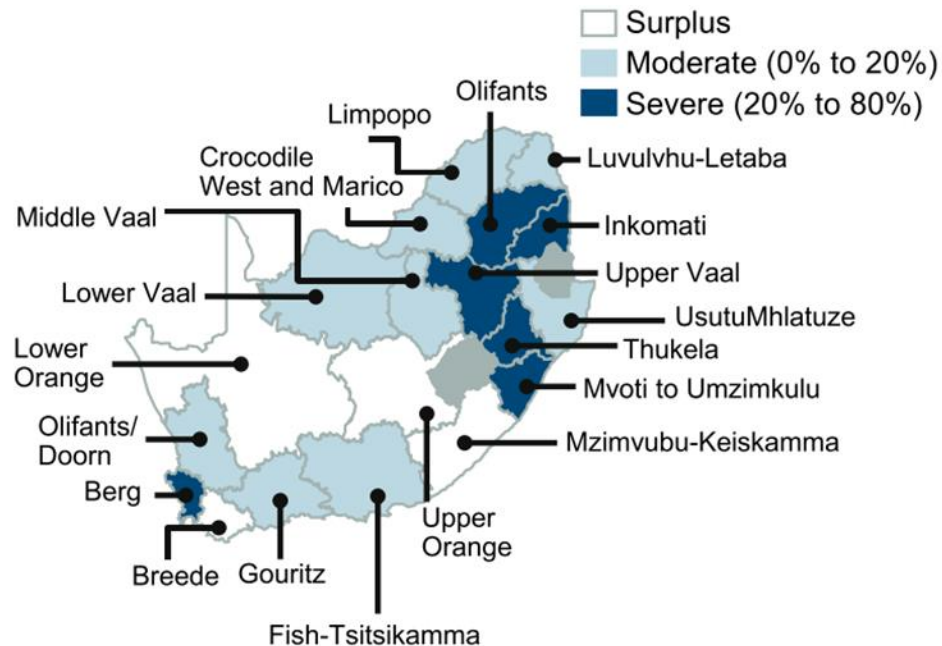 Surplus
Moderate (0% to 20%)
Severe (20% to 80%)
Olifants
Limpopo
Luvulvhu-Letaba
Crocodile
West and Marico
Middle Vaal
Inkomati
Upper Vaal
Lower Vaal
UsutuMhlatuze
Thukela
Lower
Orange
Mvoti to Umzimkulu
Olifants/
Doorn
Mzimvubu-Keiskamma
Berg
Upper
Orange
Breede
Gouritz
Fish-Tsitsikamma